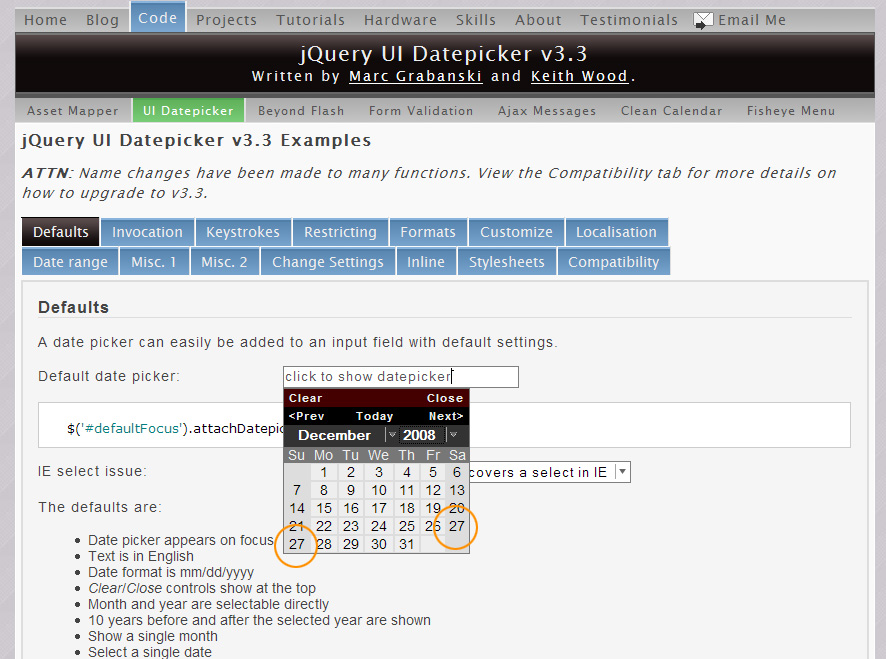 Home Blog Code Projects Tutorials Hardware Skills About Testimonials Email Me
jQuery UI Datepicker v3.3
Written by Marc Grabanski and Keith Wood.
Asset Mapper UI Datepicker Beyond Flash Form Validation Ajax Messages Clean Calendar Fisheye Menu
jQuery UI Datepicker v3.3 Examples
ATTN: Name changes have been made to many functions. View the Compatibility tab for more details on
how to upgrade to v3.3.
Defaults Invocation Keystrokes Restricting Formats Customize Localisation
Date range Misc. 1 Misc. 2 Change Settings Inline Stylesheets Compatibility
Defaults
A date picker can easily be added to an input field with default settings.
Default date picker: click to show datepicker
Clear Close
<Prev Today Next>
$('#defaultFocus').attachDatepic
December 2008
Su Mo Tu We Th Fr Sa
IE select issue: covers a select in IE
1 2 3 4 5 6
7 8 9 10 11 12 13
The defaults are:
14 15 16 17 18 19 20
21 22 23 24 25 26 27
27 28 29 30 31
Date picker appears on focus
Text is in English
Date format is mm/dd/yyyy
Clear/Close controls show at the top
Month and year are selectable directly
10 years before and after the selected year are shown
Show a single month
Select a single date